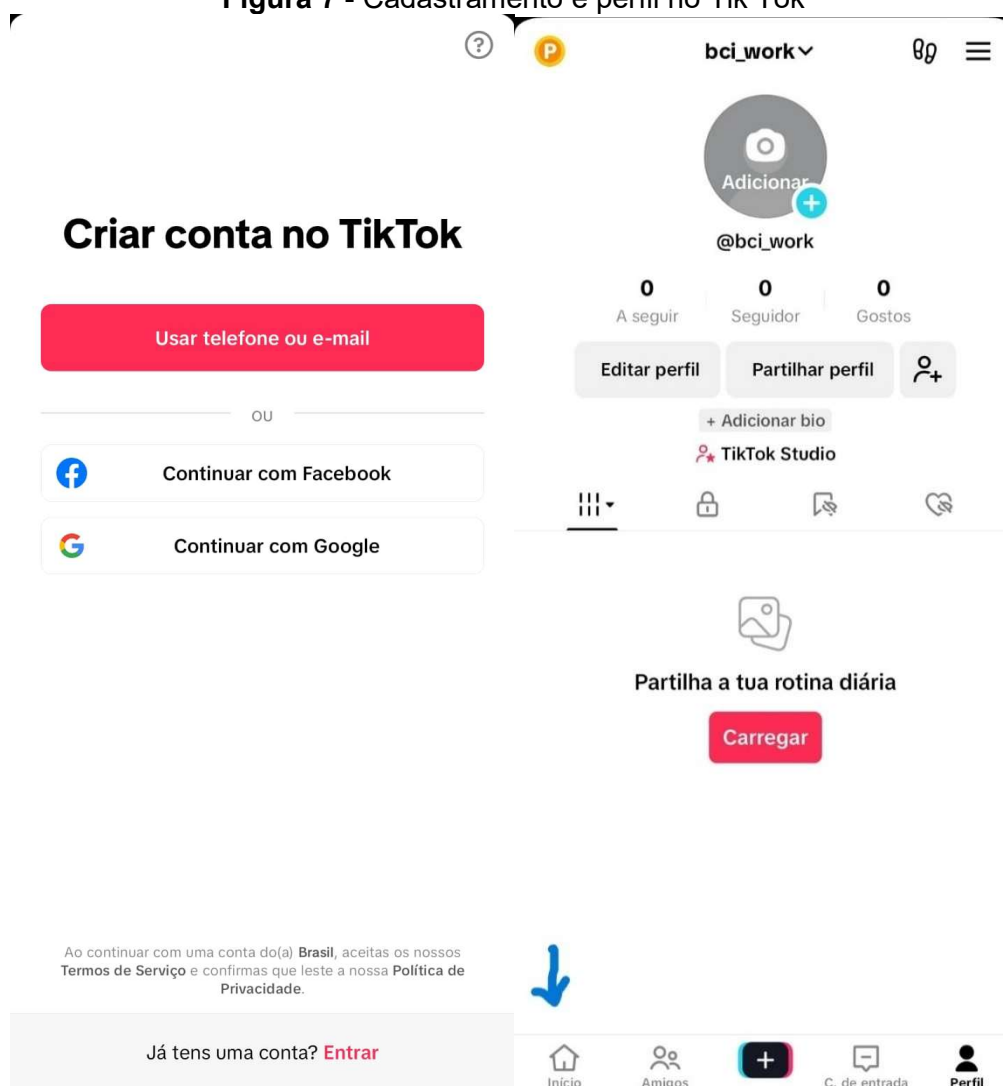 Figura 7 - Cadastramento e perfil no Tik Tok
Criar conta no TikTok
Usar telefone ou e-mail
OU
Continuar com Facebook
Continuar com Google
Ao continuar com uma conta do(a) Brasil, aceitas os nossos
Termos de Serviço e confirmas que leste a nossa Política de
Privacidade.
Já tens uma conta? Entrar
P
bci_work
Adicionar
@bci_work
0 0 0
A seguir Seguidor Gostos
Editar perfil Partilhar perfil
+ Adicionar bio
TikTok Studio
Partilha a tua rotina diária
Carregar
Início Amigos C. de entrada Perfil